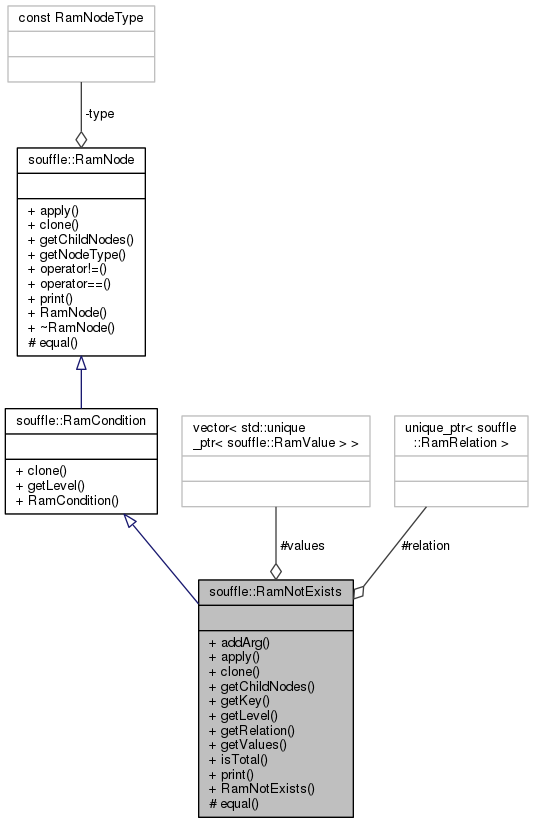 const RamNodeType
-type
souffle::RamNode
+ apply()
+ clone()
+ getChildNodes()
+ getNodeType()
+ operator!=()
+ operator==()
+ print()
+ RamNode()
+ ~RamNode()
# equal()
souffle::RamCondition
+ clone()
+ getLevel()
+ RamCondition()
vector< std::unique
_ptr< souffle::RamValue > >
unique_ptr< souffle
::RamRelation >
#values
#relation
souffle::RamNotExists
+ addArg()
+ apply()
+ clone()
+ getChildNodes()
+ getKey()
+ getLevel()
+ getRelation()
+ getValues()
+ isTotal()
+ print()
+ RamNotExists()
# equal()